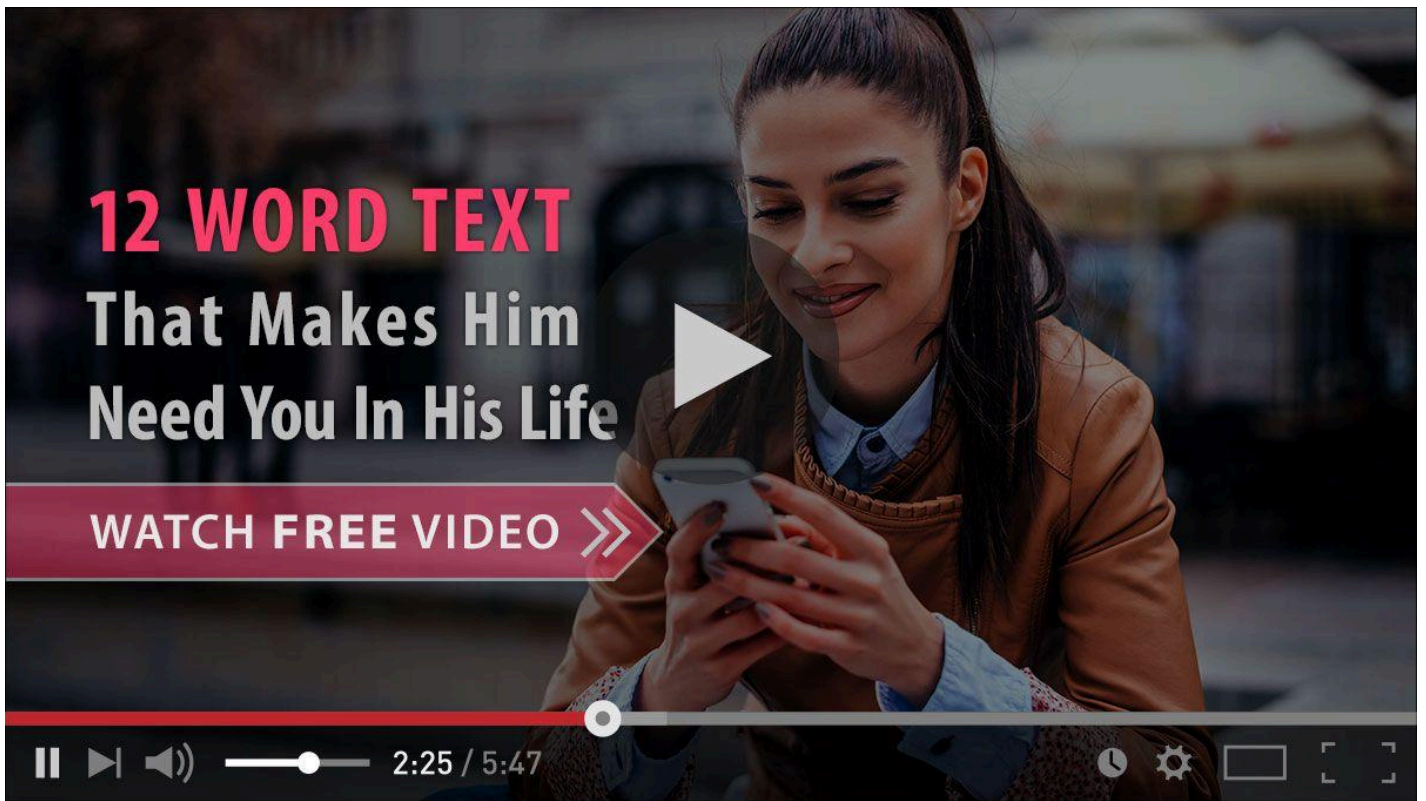 12 WORD TEXT
That Makes Him
Need You In His Life
WATCH FREE VIDEO
2:25 / 5:47